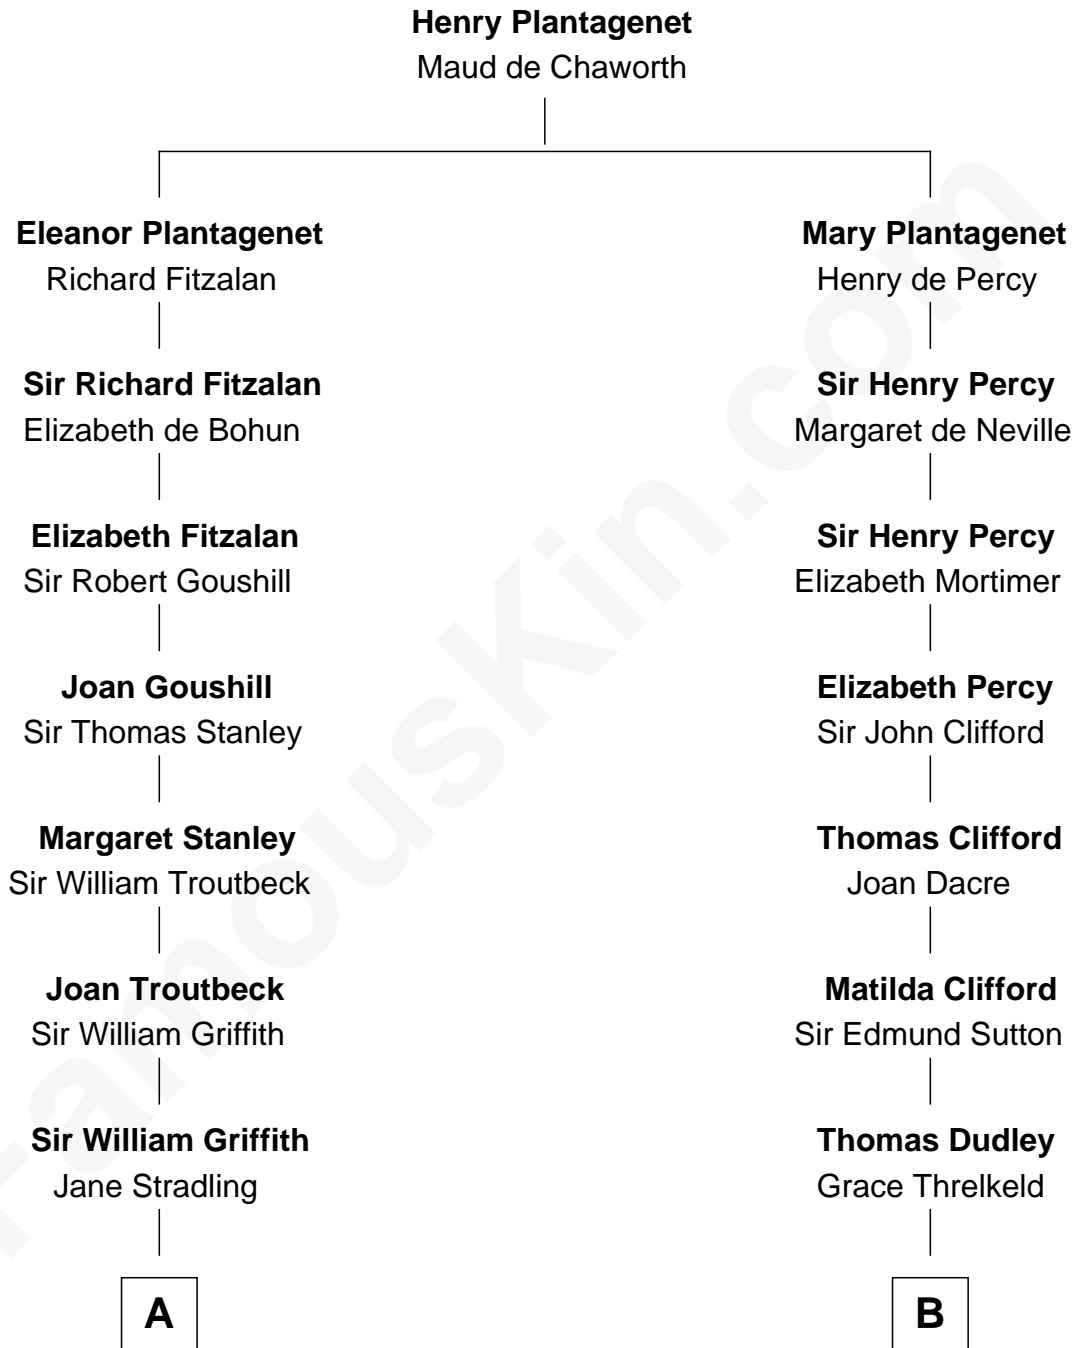 Henry Plantagenet
Maud de Chaworth
Eleanor Plantagenet
Richard Fitzalan
Mary Plantagenet
Henry de Percy
Sir Richard Fitzalan
Elizabeth de Bohun
Sir Henry Percy
Margaret de Neville
Elizabeth Fitzalan
Sir Robert Goushill
Sir Henry Percy
Elizabeth Mortimer
Joan Goushill
Sir Thomas Stanley
Elizabeth Percy
Sir John Clifford
Margaret Stanley
Sir William Troutbeck
Thomas Clifford
Joan Dacre
Joan Troutbeck
Sir William Griffith
Matilda Clifford
Sir Edmund Sutton
Sir William Griffith
Jane Stradling
Thomas Dudley
Grace Threlkeld
A
B
FamousKin.com